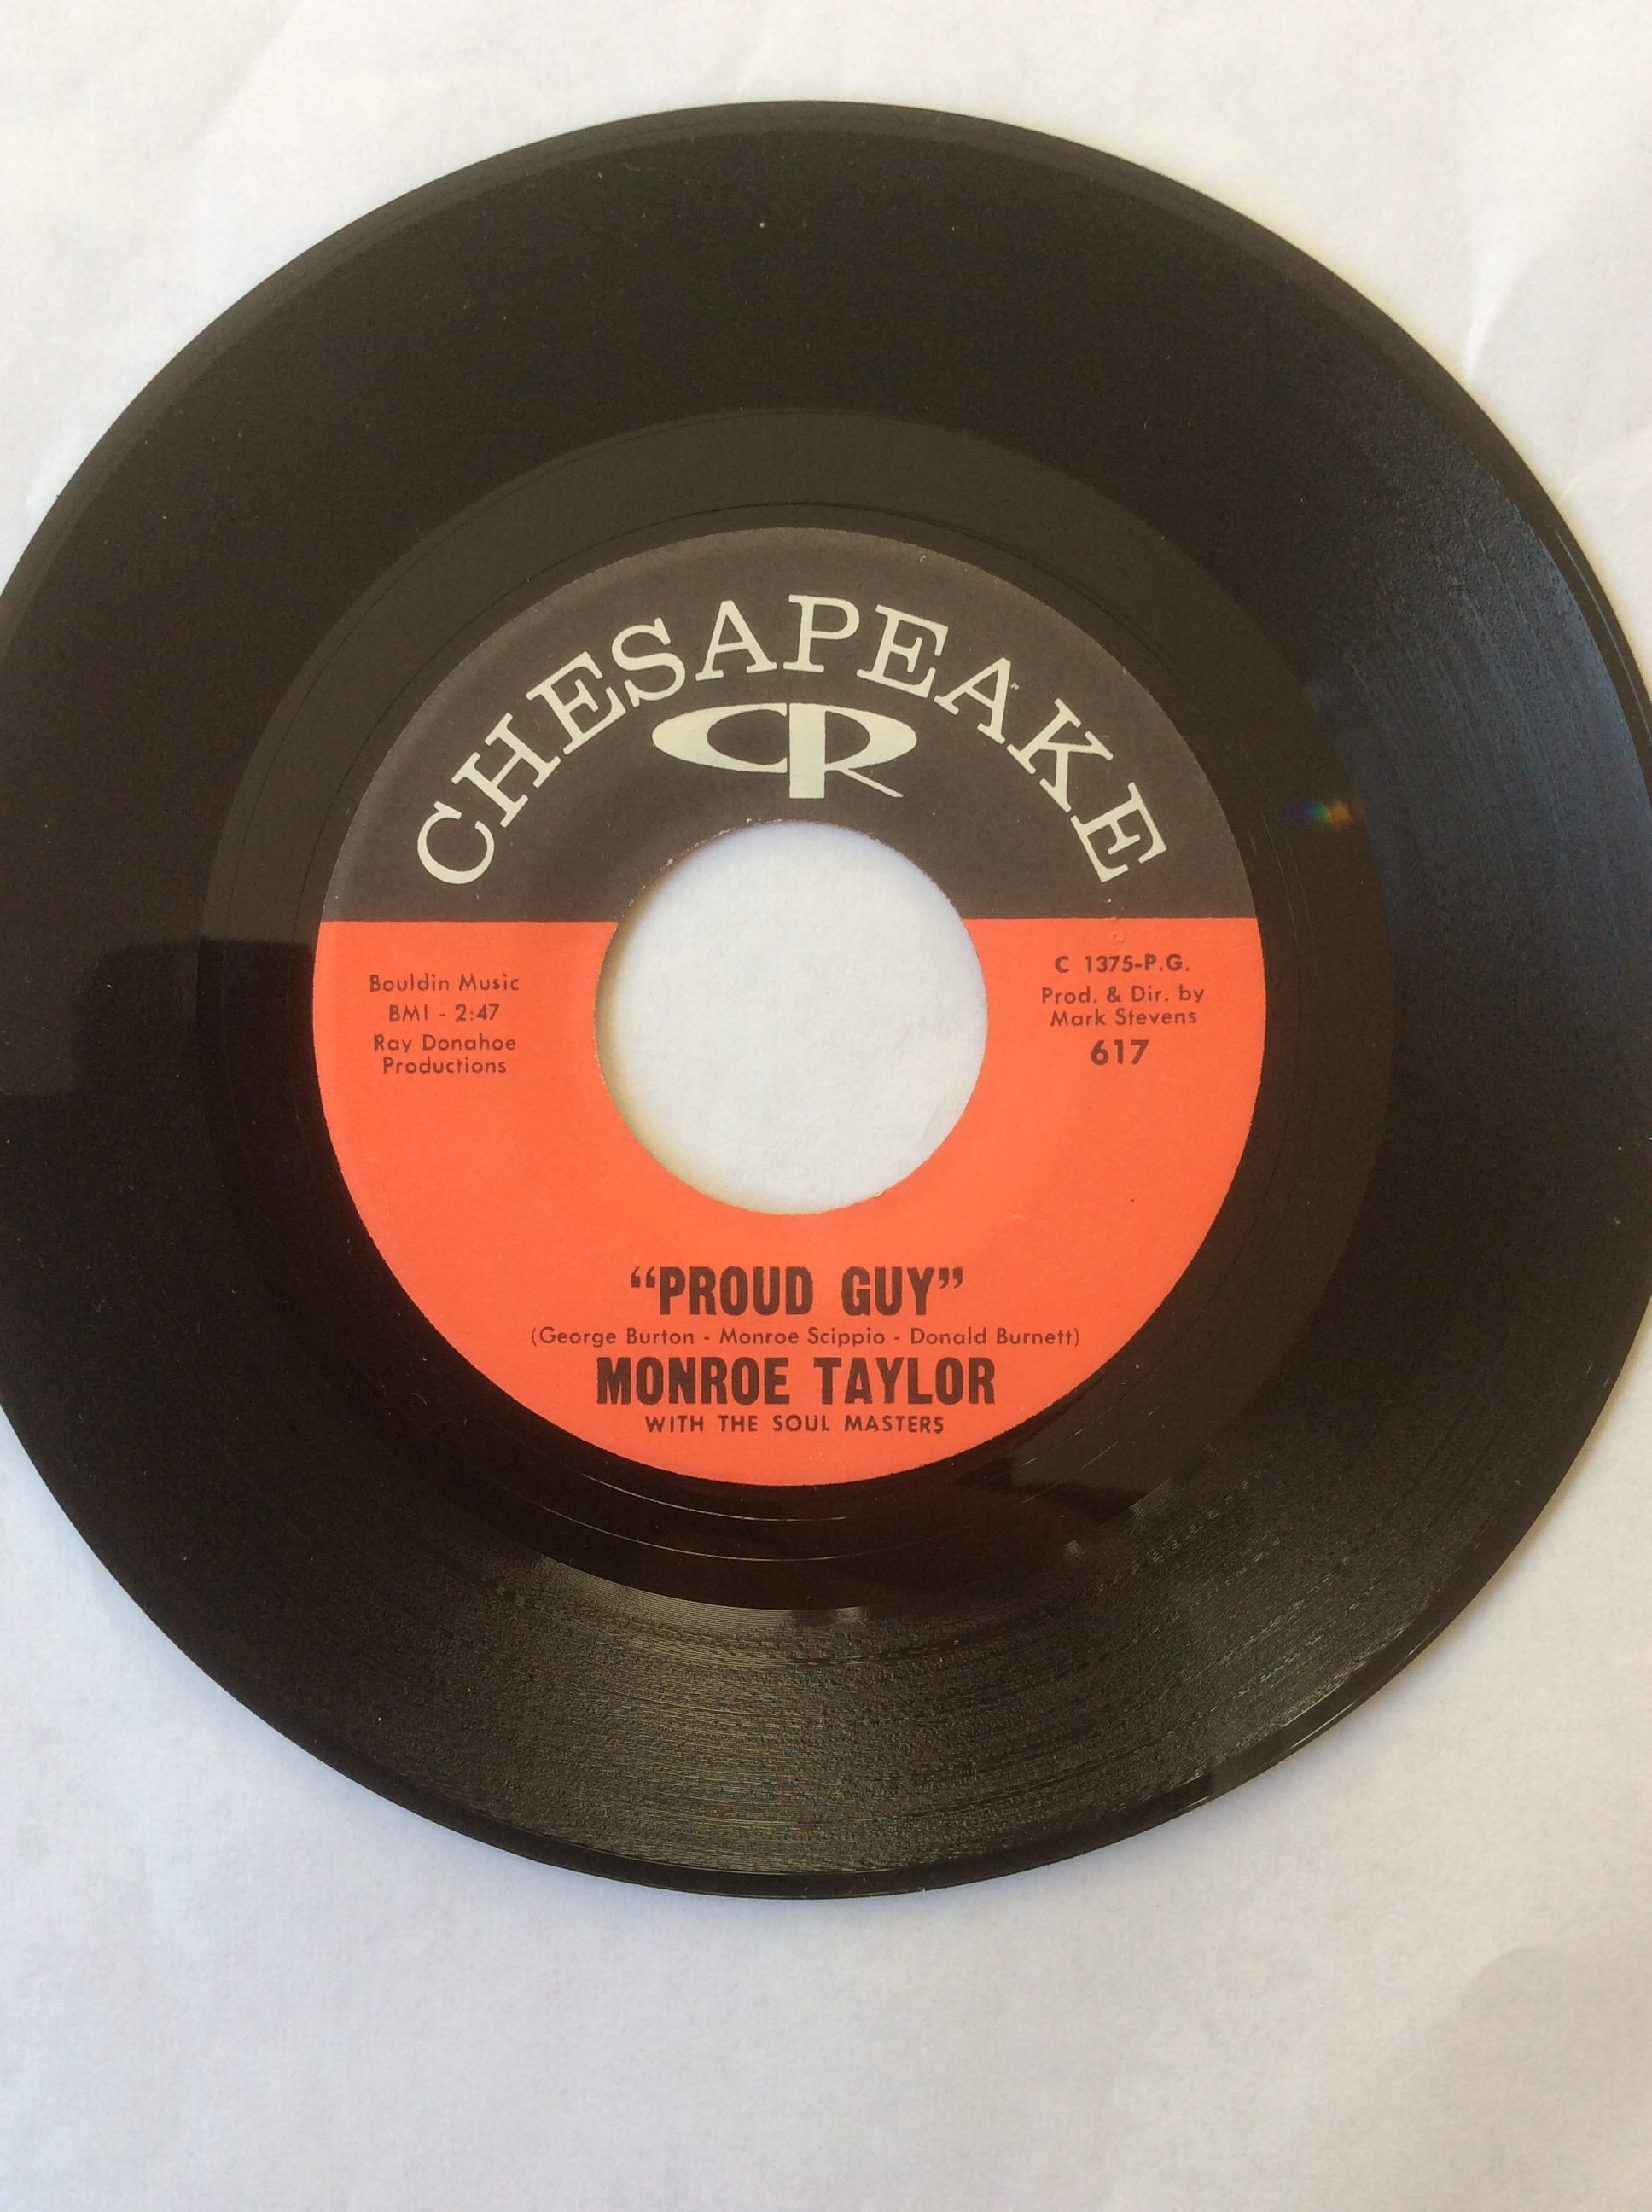 CHESAPEAKE
CR
Bouldin Music
BMI - 2:47
Ray Donahoe
Productions
C 1375-P.G.
Prod. & Dir. by
Mark Stevens
617
“PROUD GUY”
(George Burton - Monroe Scippio - Donald Burnett)
MONROE TAYLOR
WITH THE SOUL MASTERS